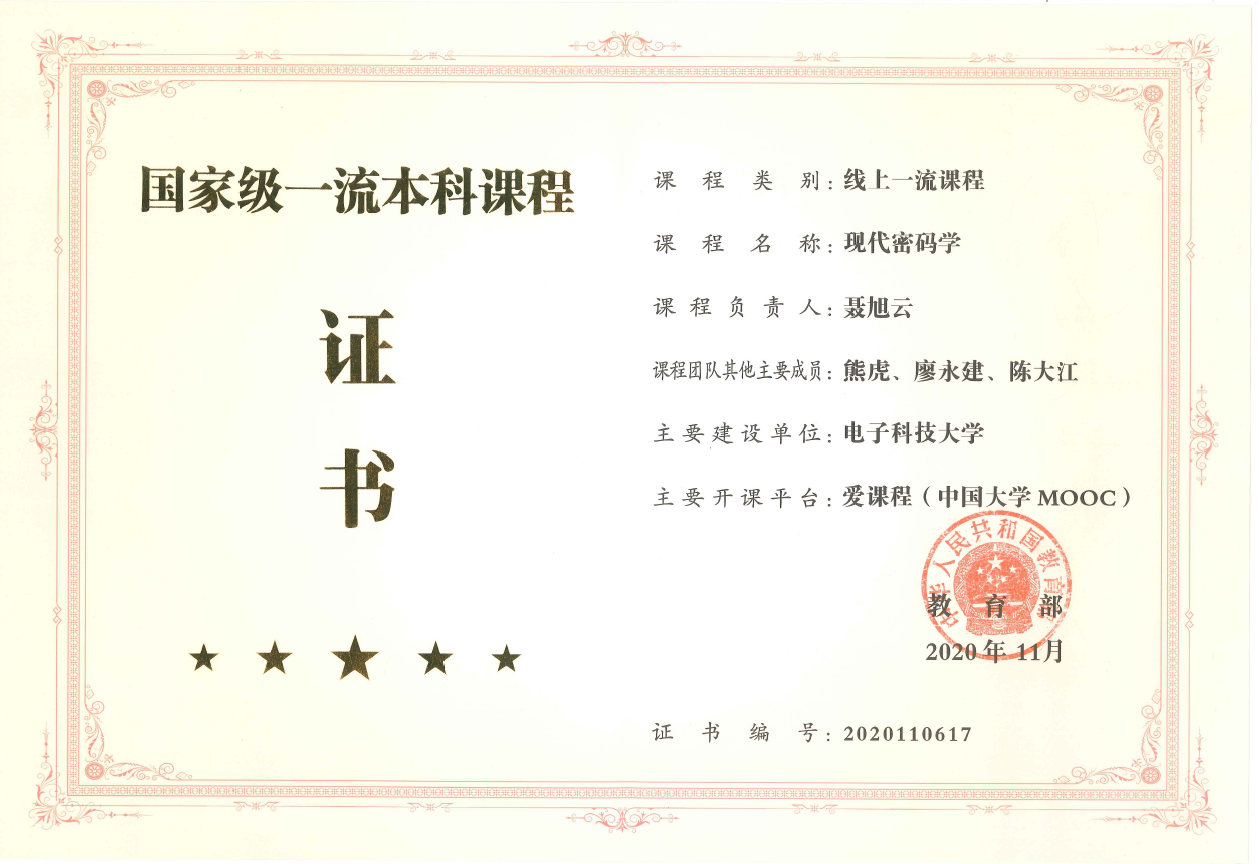 国家级一流本科课程
证
书
课程类别：线上一流课程
课程名称：现代密码学
课程负责人：聂旭云
课程团队其他主要成员：熊虎、廖永建、陈大江
主要建设单位：电子科技大学
主要开课平台：爱课程（中国大学MOOC）
中华人民共和国教育部
教育部
2020年11月
证书编号：2020110617